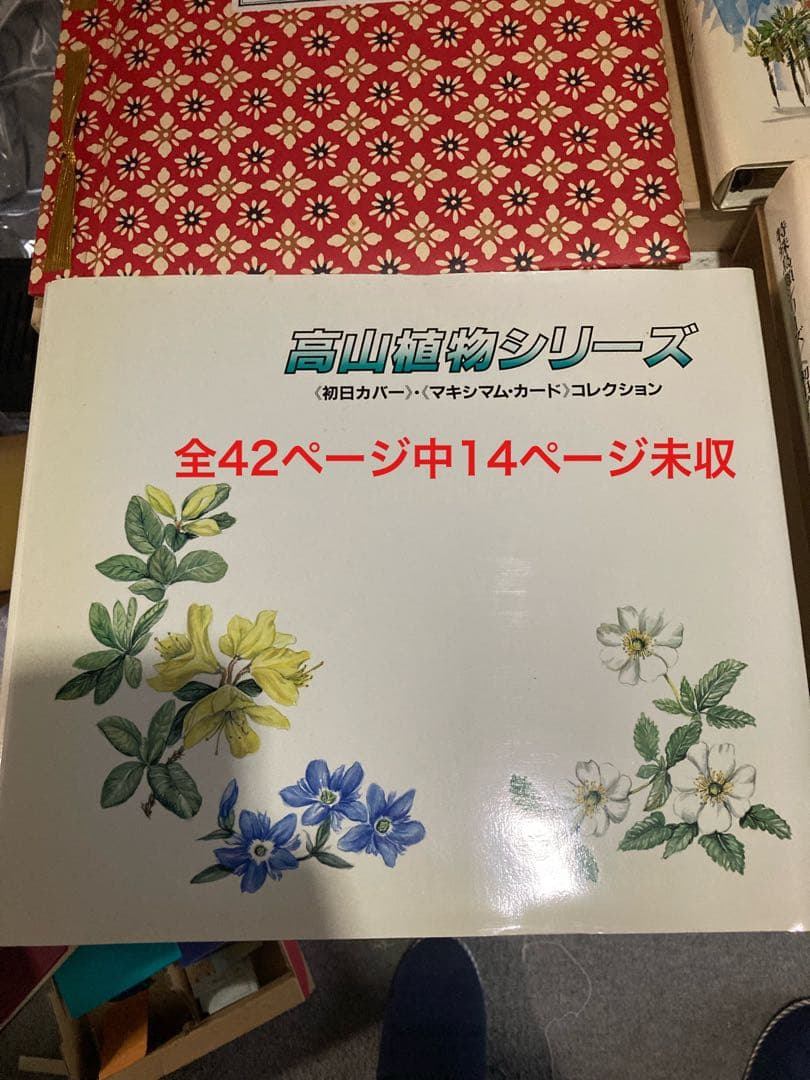 高山植物シリーズ
《初日カバー》・《マキシマム・カード》コレクション
全42ページ中14ページ未収